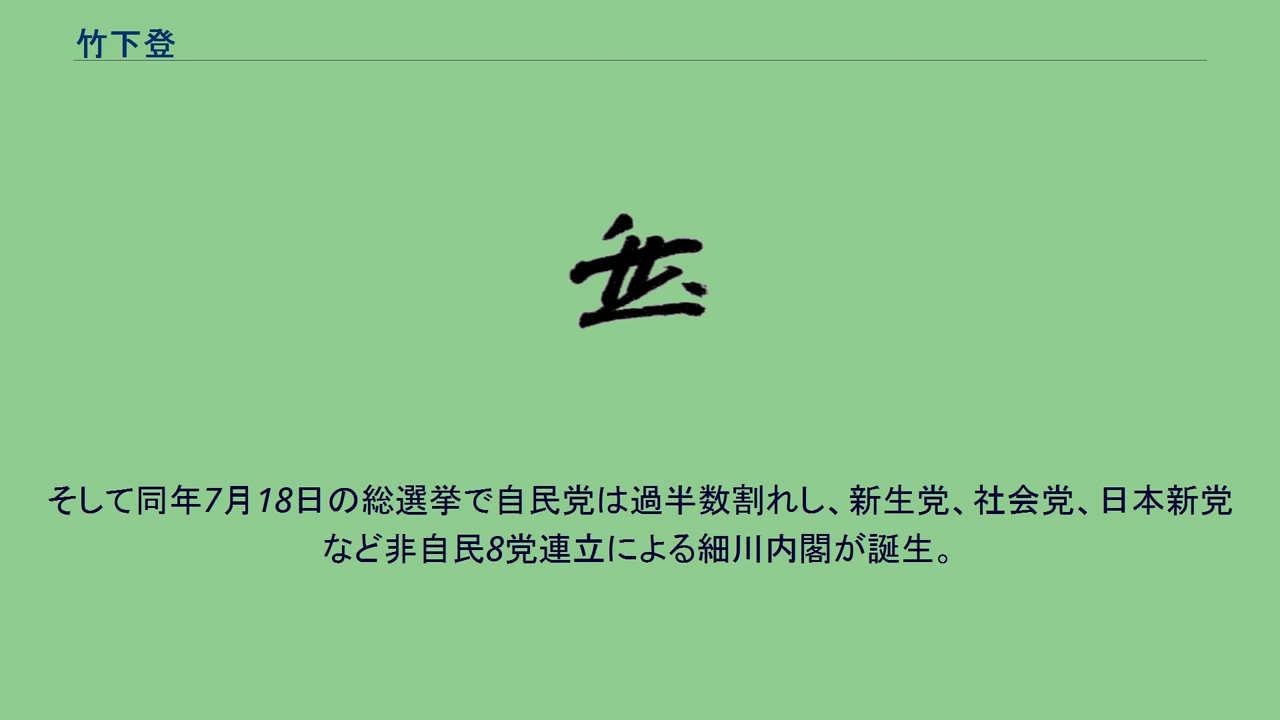 竹下登
そして同年7月18日の総選挙で自民党は過半数割れし、新生党、社会党、日本新党
など非自民8党連立による細川内閣が誕生。